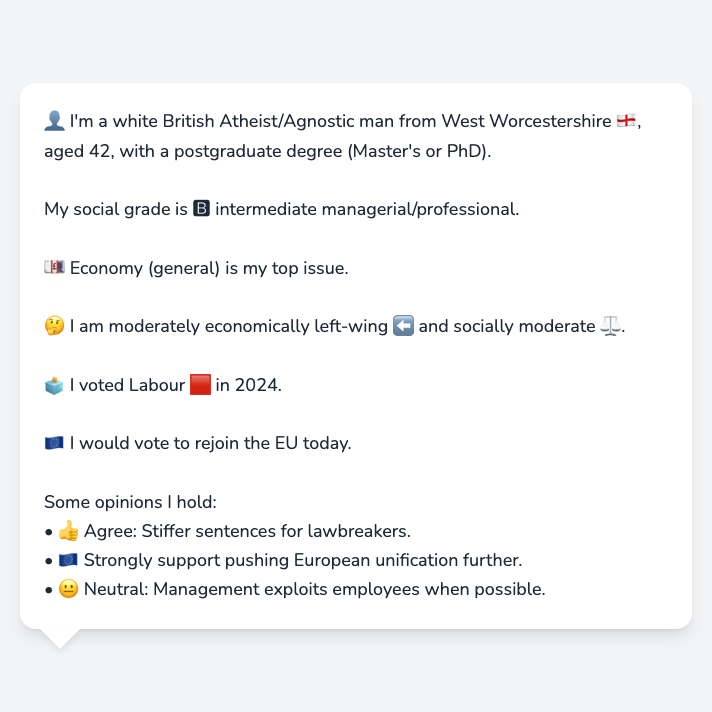 👤 I'm a white British Atheist/Agnostic man from West Worcestershire 🏴󠁧󠁢󠁥󠁮󠁧󠁿,
aged 42, with a postgraduate degree (Master's or PhD).
My social grade is 🅱 intermediate managerial/professional.
💷 Economy (general) is my top issue.
🤔 I am moderately economically left-wing ⬅️ and socially moderate ⚖️.
🗳️ I voted Labour 🟥 in 2024.
🇪🇺 I would vote to rejoin the EU today.
Some opinions I hold:
• 👍 Agree: Stiffer sentences for lawbreakers.
• 🇪🇺 Strongly support pushing European unification further.
• 😐 Neutral: Management exploits employees when possible.